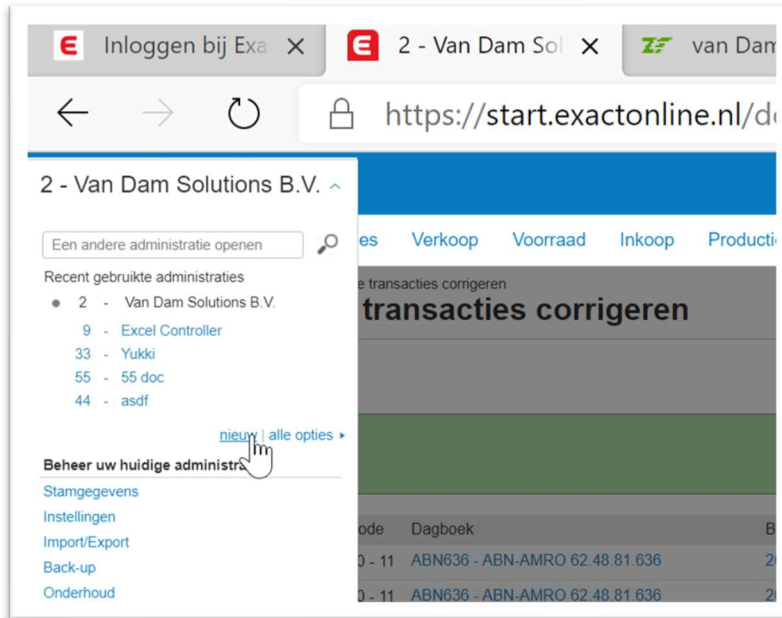 Inloggen bij Exa
2 - Van Dam Sol
van Dam
https://start.exactonline.nl/d
2 - Van Dam Solutions B.V.
Een andere administratie openen
es Verkoop Voorraad Inkoop Producti
Recent gebruikte administraties
e transacties corrigeren
2 - Van Dam Solutions B.V.
transacties corrigeren
9 - Excel Controller
33 - Yukki
55 - 55 doc
44 - asdf
nieuw | alle opties
Beheer uw huidige
Stamgegevens
Instellingen
Import/Export
Back-up
Onderhoud
ode Dagboek B
0 - 11 ABN636 - ABN-AMRO 62.48.81.636 2
0 - 11 ABN636 - ABN-AMRO 62.48.81.636 2